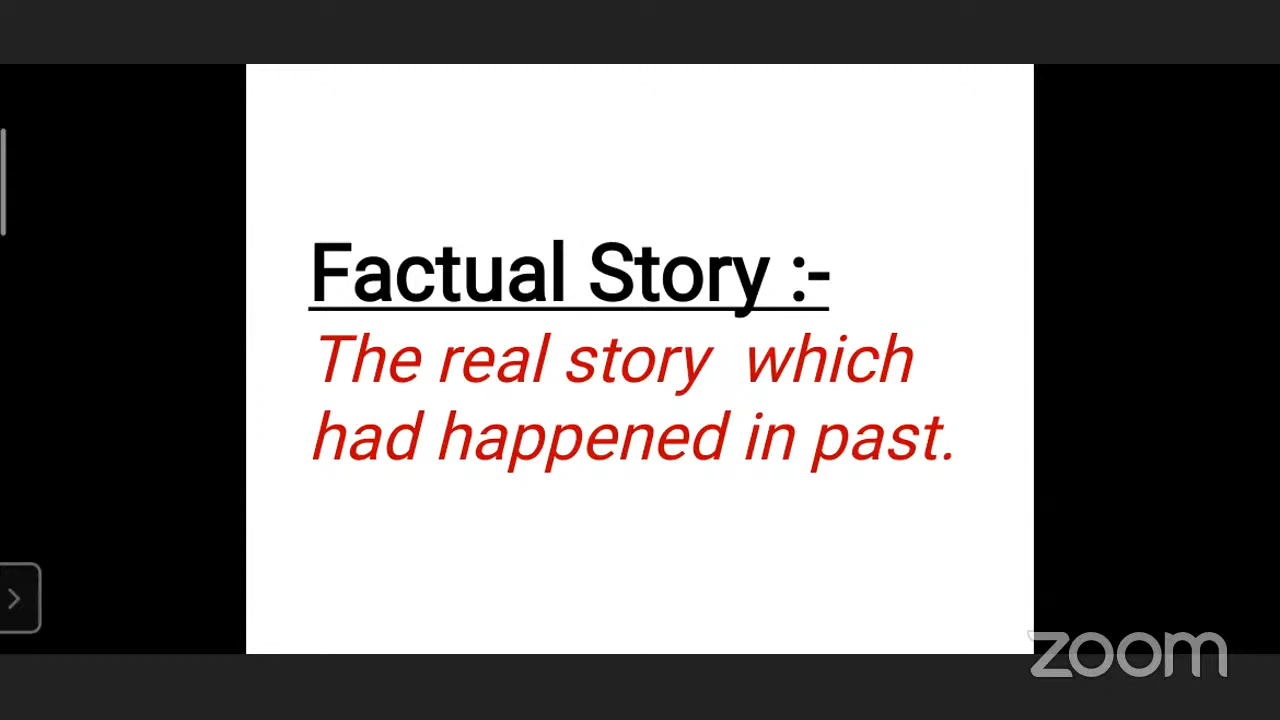 Factual Story :-
The real story which
had happened in past.
zoom